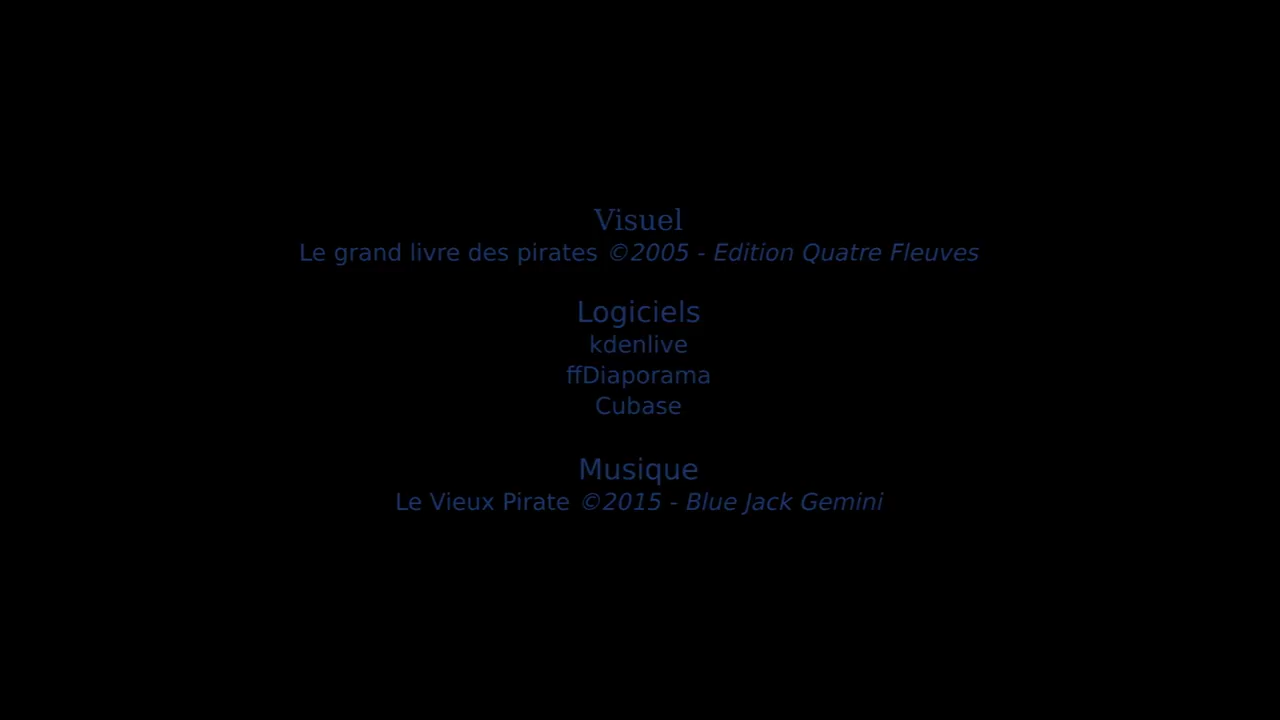 Visuel
Le grand livre des pirates ©2005 - Edition Quatre Fleuves
Logiciels
kdenlive
ffDiaporama
Cubase
Musique
Le Vieux Pirate ©2015 - Blue Jack Gemini